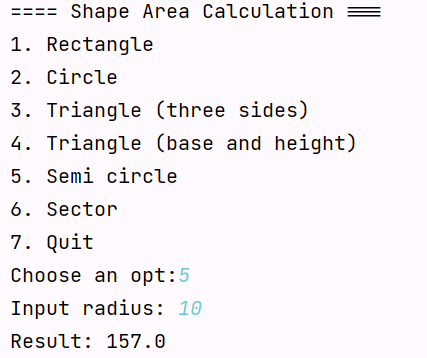 ==== Shape Area Calculation ====
1. Rectangle
2. Circle
3. Triangle (three sides)
4. Triangle (base and height)
5. Semi circle
6. Sector
7. Quit
Choose an opt:5
Input radius: 10
Result: 157.0